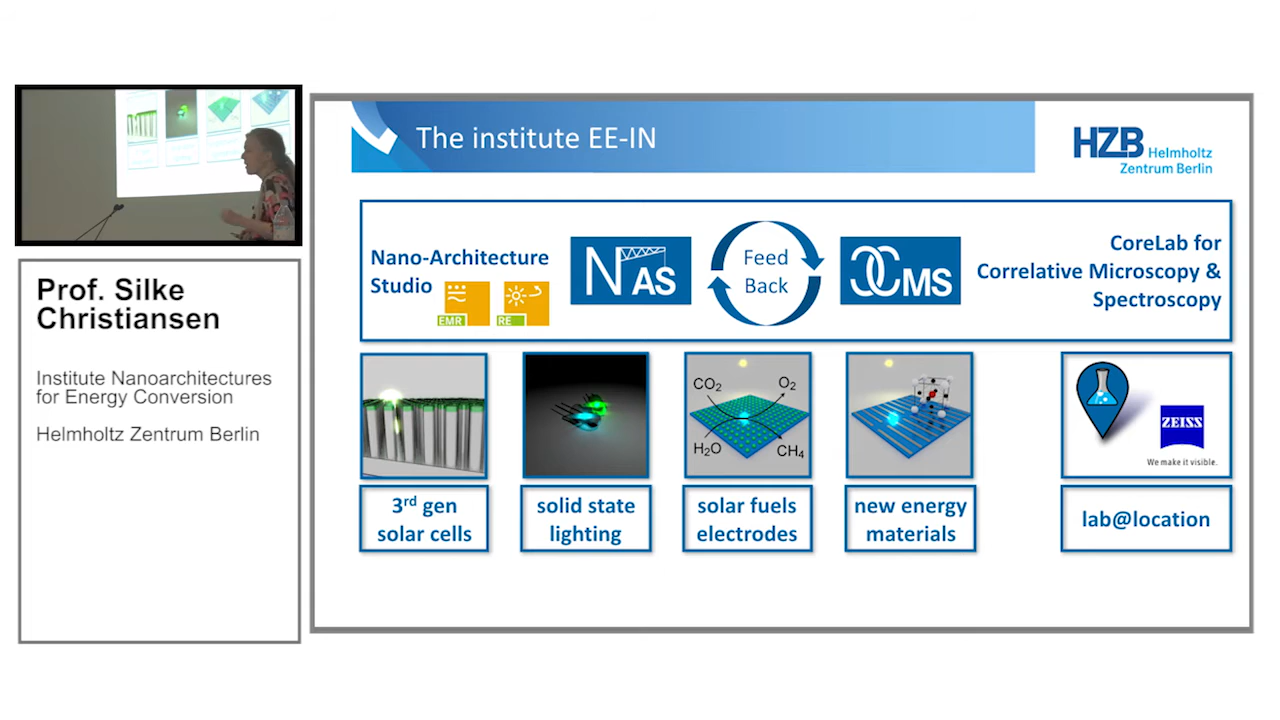 Prof. Silke
Christiansen
Institute Nanoarchitectures
for Energy Conversion
Helmholtz Zentrum Berlin
The institute EE-IN
HZB Helmholtz
Zentrum Berlin
Nano-Architecture
Studio
EMR
RE
NAS
Feed
Back
CCMS
CoreLab for
Correlative Microscopy &
Spectroscopy
CO2
O2
H2O
CH4
ZEISS
We make it visible.
3rd gen
solar cells
solid state
lighting
solar fuels
electrodes
new energy
materials
lab@location